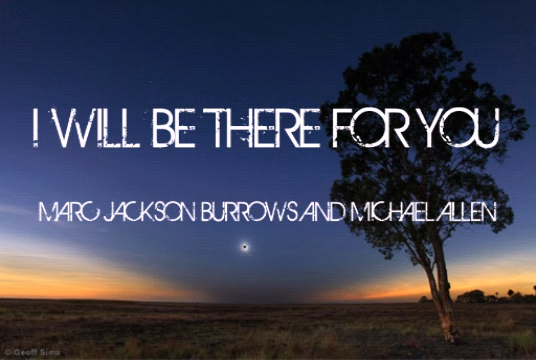 I WILL BE THERE FOR YOU
MARC JACKSON BURROWS AND MICHAEL ALLEN
© Geoff Sims